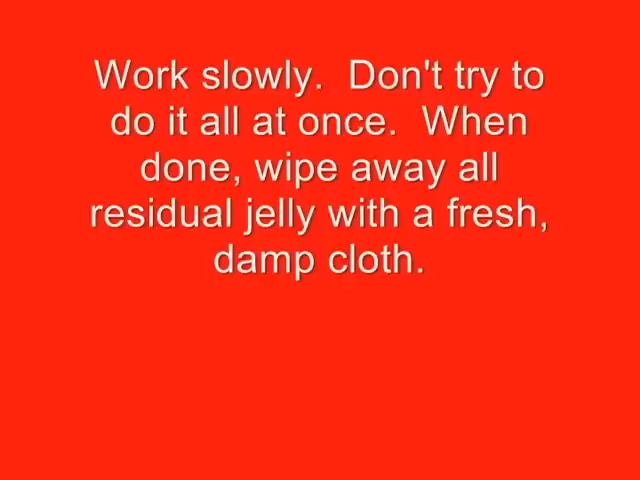 Work slowly.  Don't try to
do it all at once.  When
done, wipe away all
residual jelly with a fresh,
damp cloth.